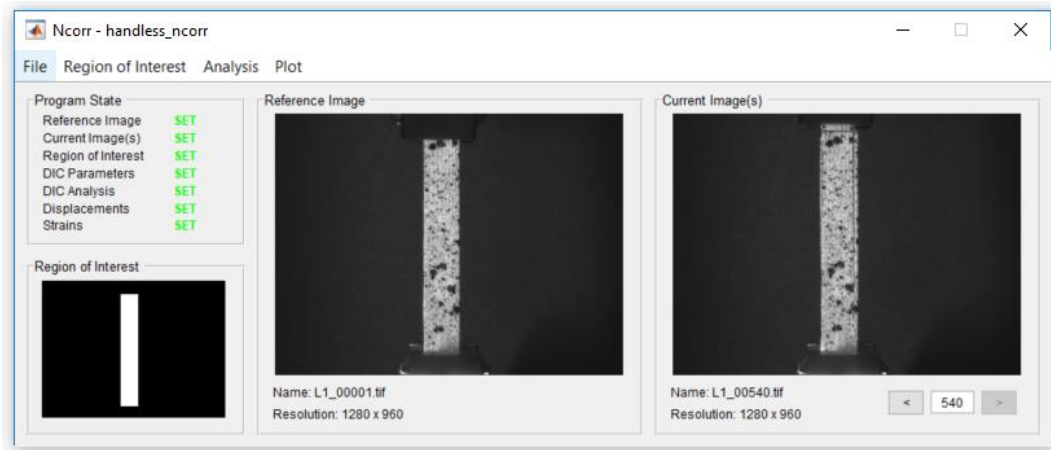 Ncorr - handless_ncorr
File Region of Interest Analysis Plot
Program State
Reference Image SET
Current Image(s) SET
Region of Interest SET
DIC Parameters SET
DIC Analysis SET
Displacements SET
Strains SET
Region of Interest
Reference Image
Name: L1_00001.tif
Resolution: 1280 x 960
Current Image(s)
Name: L1_00540.tif
Resolution: 1280 x 960
< 540 >